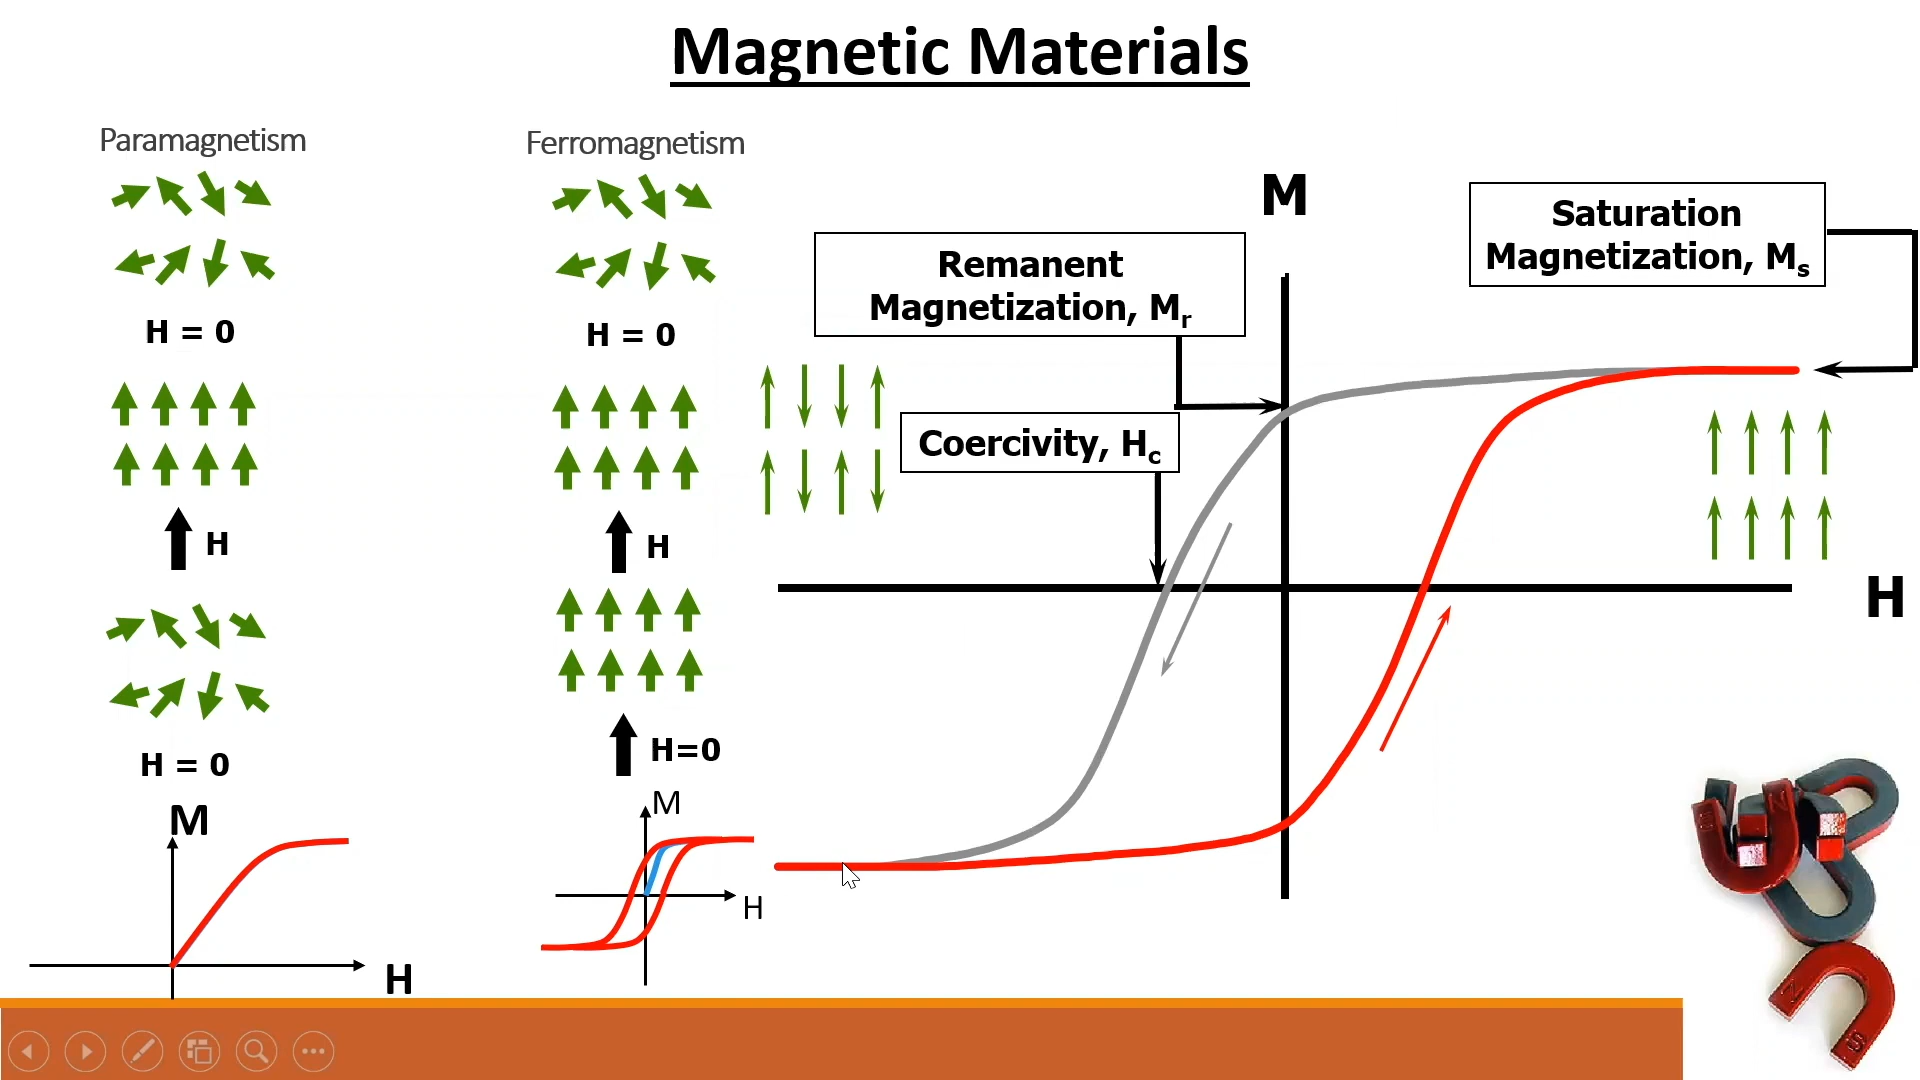 Magnetic Materials
Paramagnetism
H = 0
H
H = 0
M
H
Ferromagnetism
H = 0
H
H=0
M
H
M
Remanent
Magnetization, Mr
Coercivity, Hc
Saturation
Magnetization, Ms
H
N
S